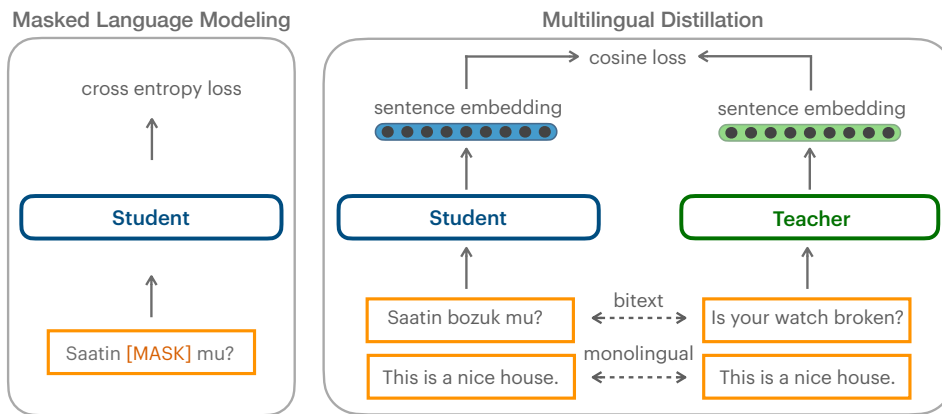 Masked Language Modeling
cross entropy loss
Student
Saatin [MASK] mu?
Multilingual Distillation
cosine loss
sentence embedding
sentence embedding
Student
Teacher
Saatin bozuk mu?
bitext
Is your watch broken?
This is a nice house.
monolingual
This is a nice house.